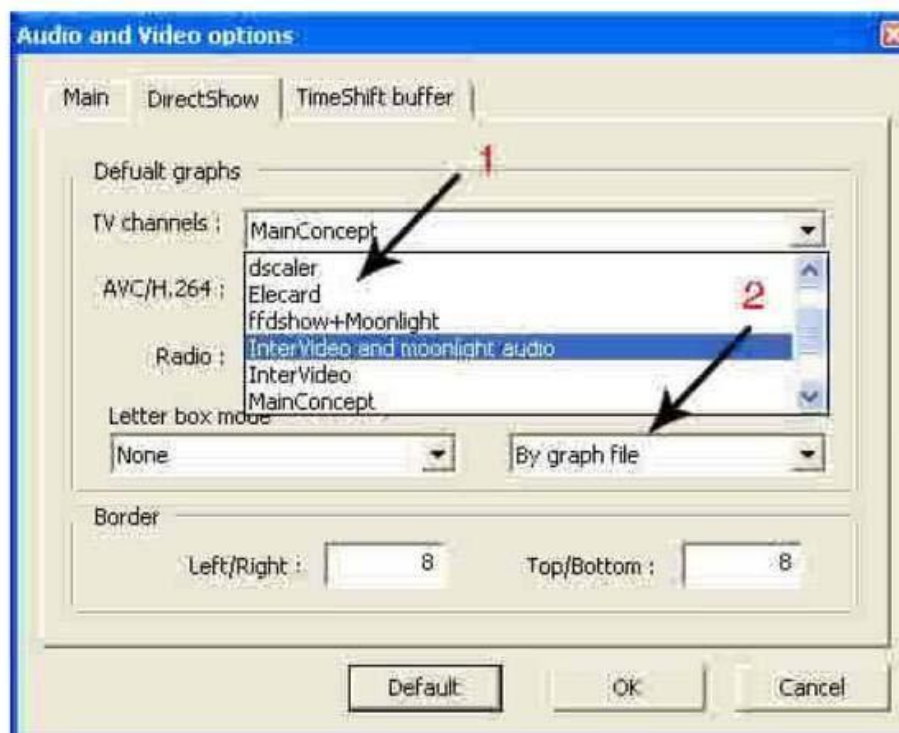 Audio and Video options
Main DirectShow TimeShift buffer
Defualt graphs
1
TV channels : MainConcept
dscaler
AVC/H.264 : Elecard
2
ffdshow+Moonlight
Radio : InterVideo and moonlight audio
InterVideo
MainConcept
Letter box mode
None By graph file
Border
Left/Right : 8 Top/Bottom : 8
Default OK Cancel